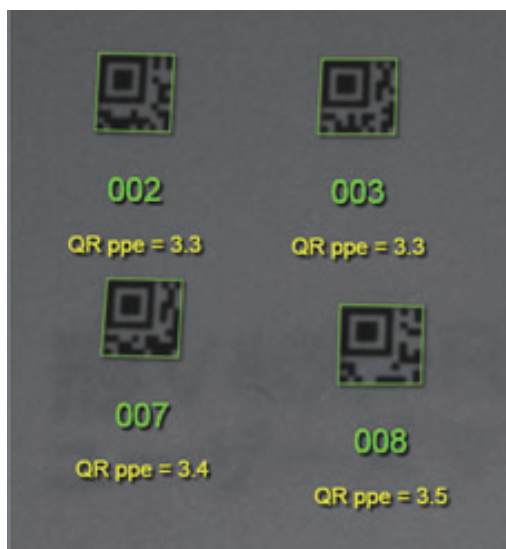 002
003
QR ppe = 3.3
QR ppe = 3.3
007
008
QR ppe = 3.4
QR ppe = 3.5